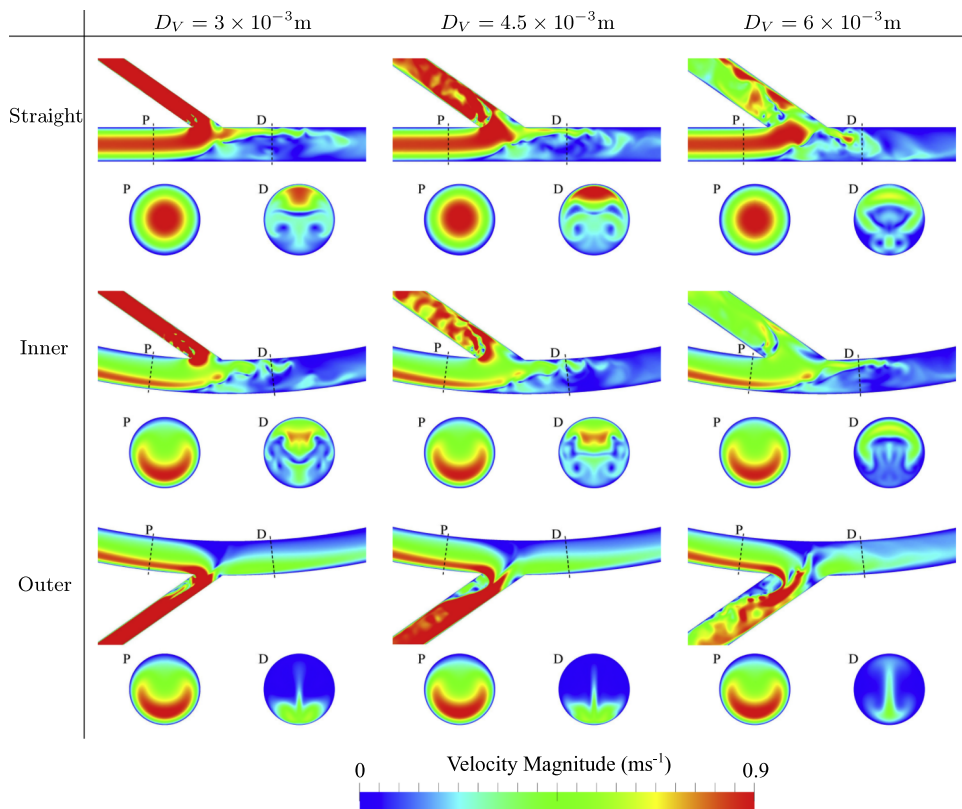 D_V = 3 × 10⁻³m D_V = 4.5 × 10⁻³m D_V = 6 × 10⁻³m
Straight
P D P D P D
P D P D P D
Inner
P D P D P D
P D P D P D
Outer
P D P D P D
P D P D P D
0 Velocity Magnitude (ms⁻¹) 0.9